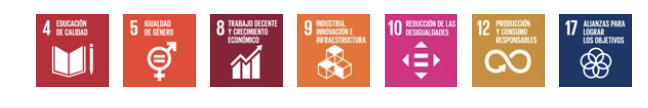 4 EDUCACIÓN
DE CALIDAD
5 IGUALDAD
DE GÉNERO
8 TRABAJO DECENTE
Y CRECIMIENTO
ECONÓMICO
9 INDUSTRIA,
INNOVACIÓN E
INFRAESTRUCTURA
10 REDUCCIÓN DE LAS
DESIGUALDADES
12 PRODUCCIÓN
Y CONSUMO
RESPONSABLES
17 ALIANZAS PARA
LOGRAR
LOS OBJETIVOS